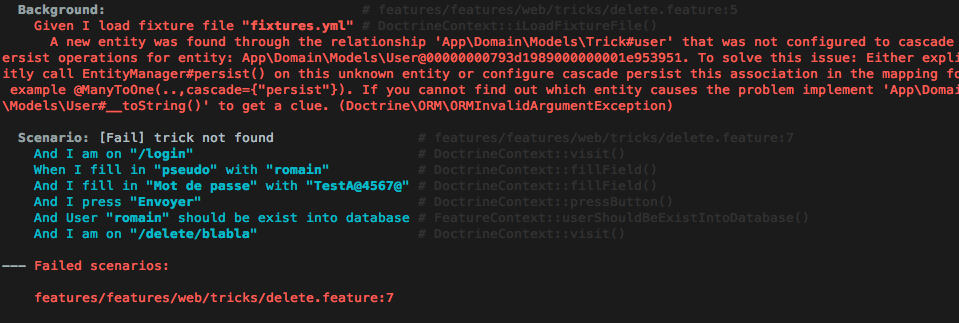 Background: # features/features/web/tricks/delete.feature:5
Given I load fixture file "fixtures.yml" # DoctrineContext::iLoadFixtureFile()
A new entity was found through the relationship 'App\Domain\Models\Trick#user' that was not configured to cascade
ersist operations for entity: App\Domain\Models\User@00000000793d1989000000001e953951. To solve this issue: Either expli
itly call EntityManager#persist() on this unknown entity or configure cascade persist this association in the mapping fo
example @ManyToOne(..,cascade={"persist"}). If you cannot find out which entity causes the problem implement 'App\Doma
\Models\User#__toString()' to get a clue. (Doctrine\ORM\ORMInvalidArgumentException)
Scenario: [Fail] trick not found # features/features/web/tricks/delete.feature:7
And I am on "/login" # DoctrineContext::visit()
When I fill in "pseudo" with "romain" # DoctrineContext::fillField()
And I fill in "Mot de passe" with "TestA@4567@" # DoctrineContext::fillField()
And I press "Envoyer" # DoctrineContext::pressButton()
And User "romain" should be exist into database # FeatureContext::userShouldBeExistIntoDatabase()
And I am on "/delete/blabla" # DoctrineContext::visit()
--- Failed scenarios:
features/features/web/tricks/delete.feature:7